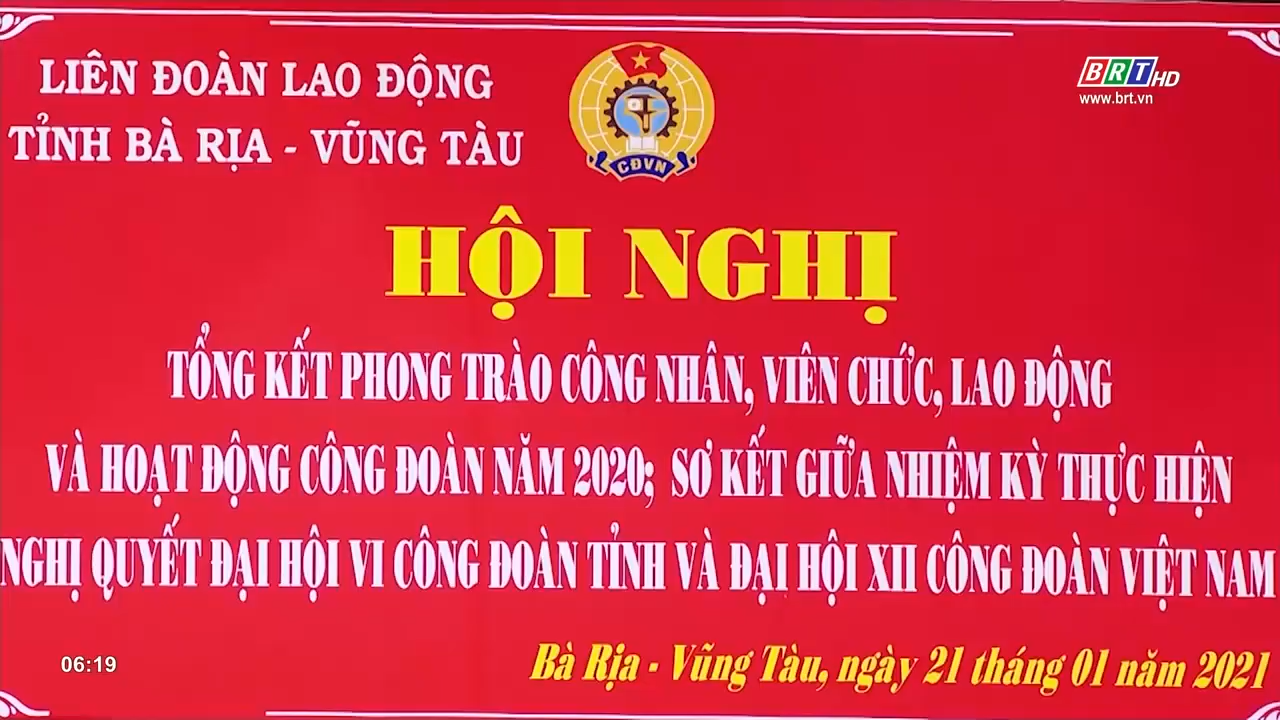 LIÊN ĐOÀN LAO ĐỘNG
TỈNH BÀ RỊA - VŨNG TÀU
CĐVN
BRT HD
www.brt.vn
HỘI NGHỊ
TỔNG KẾT PHONG TRÀO CÔNG NHÂN, VIÊN CHỨC, LAO ĐỘNG
VÀ HOẠT ĐỘNG CÔNG ĐOÀN NĂM 2020; SƠ KẾT GIỮA NHIỆM KỲ THỰC HIỆN
NGHỊ QUYẾT ĐẠI HỘI VI CÔNG ĐOÀN TỈNH VÀ ĐẠI HỘI XII CÔNG ĐOÀN VIỆT NAM
Bà Rịa - Vũng Tàu, ngày 21 tháng 01 năm 2021
06:19